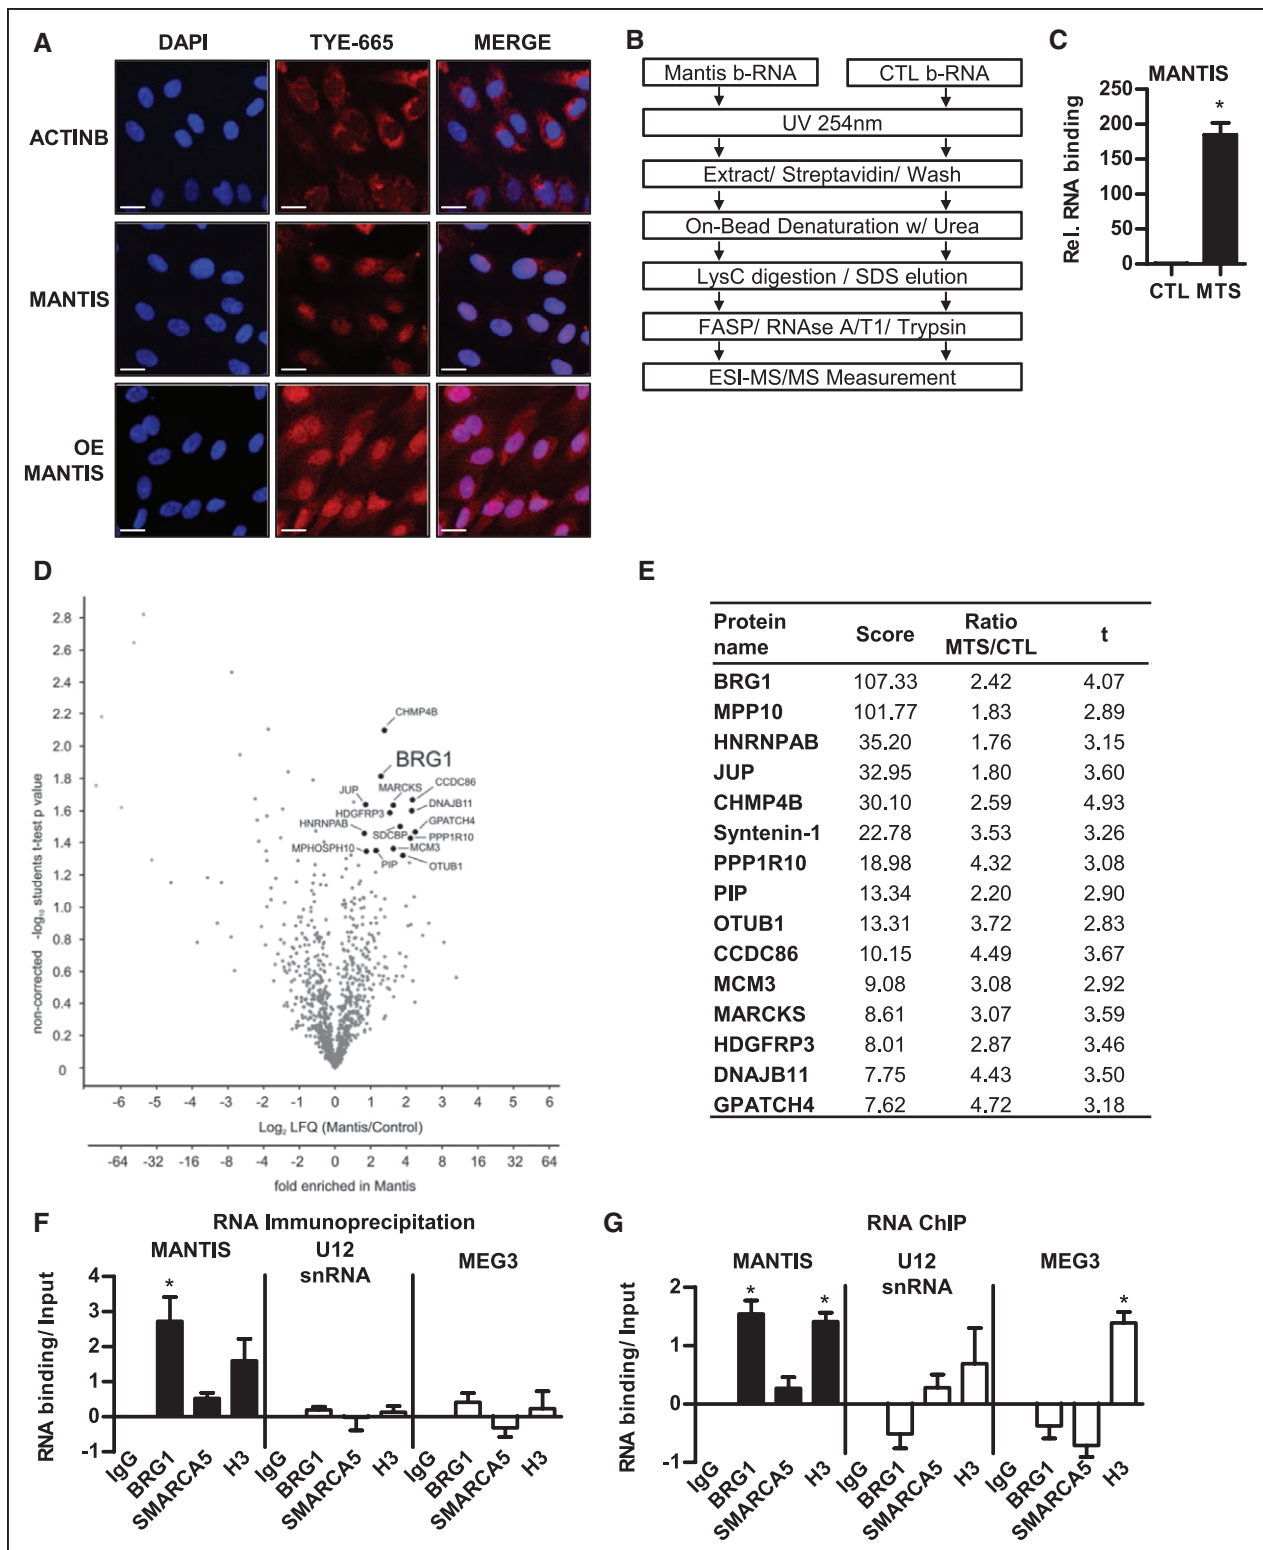 A
DAPI
TYE-665
MERGE
ACTINB
MANTIS
OE
MANTIS
B
Mantis b-RNA
CTL b-RNA
UV 254nm
Extract/ Streptavidin/ Wash
On-Bead Denaturation w/ Urea
LysC digestion / SDS elution
FASP/ RNAse A/T1/ Trypsin
ESI-MS/MS Measurement
C
MANTIS
Rel. RNA binding
250
200
150
100
50
0
*
CTL MTS
D
non-corrected -log₁₀ students t-test p value
2.8
2.6
2.4
2.2
2.0
1.8
1.6
1.4
1.2
1.0
0.8
0.6
0.4
0.2
0
CHMP4B
BRG1
JUP
MARCKS
CCDC86
HDGFRP3
DNAJB11
HNRNPAB
SDCBP
GPATCH4
PPP1R10
MPHOSPH10
PIP
MCM3
OTUB1
-6 -5 -4 -3 -2 -1 0 1 2 3 4 5 6
Log₂ LFQ (Mantis/Control)
-64 -32 -16 -8 -4 -2 0 2 4 8 16 32 64
fold enriched in Mantis
E
Protein name Score Ratio MTS/CTL t
BRG1 107.33 2.42 4.07
MPP10 101.77 1.83 2.89
HNRNPAB 35.20 1.76 3.15
JUP 32.95 1.80 3.60
CHMP4B 30.10 2.59 4.93
Syntenin-1 22.78 3.53 3.26
PPP1R10 18.98 4.32 3.08
PIP 13.34 2.20 2.90
OTUB1 13.31 3.72 2.83
CCDC86 10.15 4.49 3.67
MCM3 9.08 3.08 2.92
MARCKS 8.61 3.07 3.59
HDGFRP3 8.01 2.87 3.46
DNAJB11 7.75 4.43 3.50
GPATCH4 7.62 4.72 3.18
F
RNA Immunoprecipitation
MANTIS
U12
snRNA
MEG3
RNA binding/ Input
4
3
2
1
0
-1
*
IgG BRG1 SMARCA5 H3 IgG BRG1 SMARCA5 H3 IgG BRG1 SMARCA5 H3
G
RNA ChIP
MANTIS
U12
snRNA
MEG3
RNA binding/ Input
2
1
0
-1
* * *
IgG BRG1 SMARCA5 H3 IgG BRG1 SMARCA5 H3 IgG BRG1 SMARCA5 H3